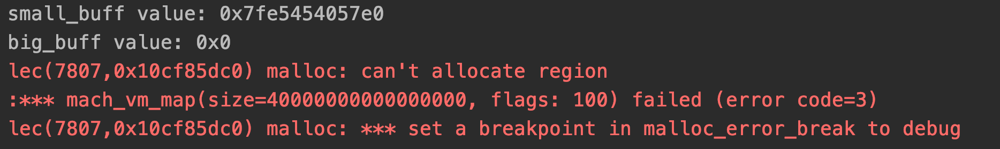 small_buff value: 0x7fe5454057e0
big_buff value: 0x0
lec(7807,0x10cf85dc0) malloc: can't allocate region
:*** mach_vm_map(size=40000000000000000, flags: 100) failed (error code=3)
lec(7807,0x10cf85dc0) malloc: *** set a breakpoint in malloc_error_break to debug